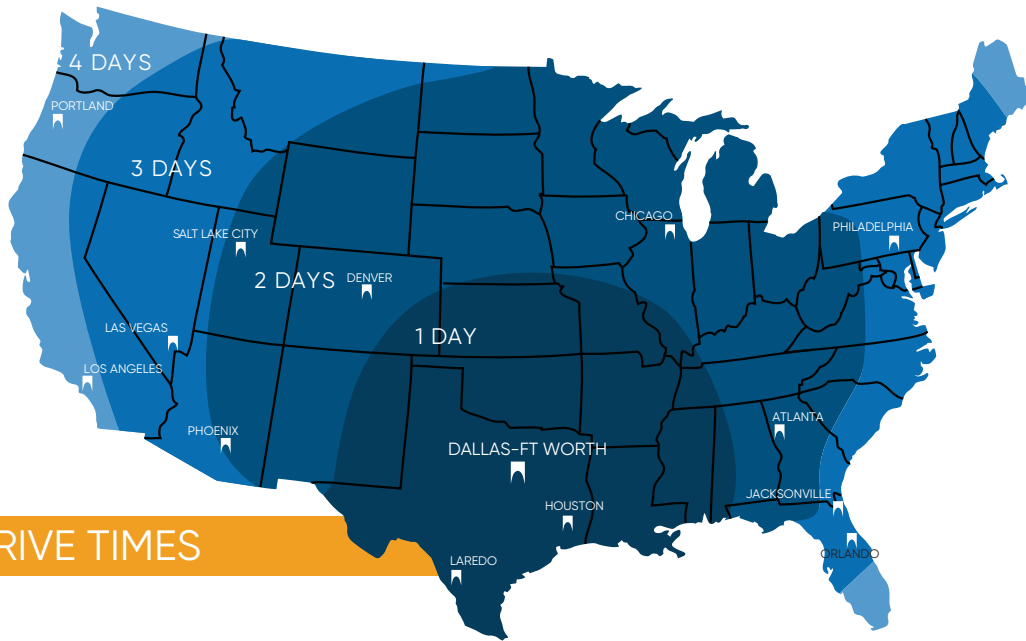 4 DAYS
PORTLAND
3 DAYS
CHICAGO
PHILADELPHIA
SALT LAKE CITY
2 DAYS
DENVER
LAS VEGAS
1 DAY
LOS ANGELES
ATLANTA
PHOENIX
DALLAS-FT WORTH
JACKSONVILLE
HOUSTON
RIVE TIMES
ORLANDO
LAREDO